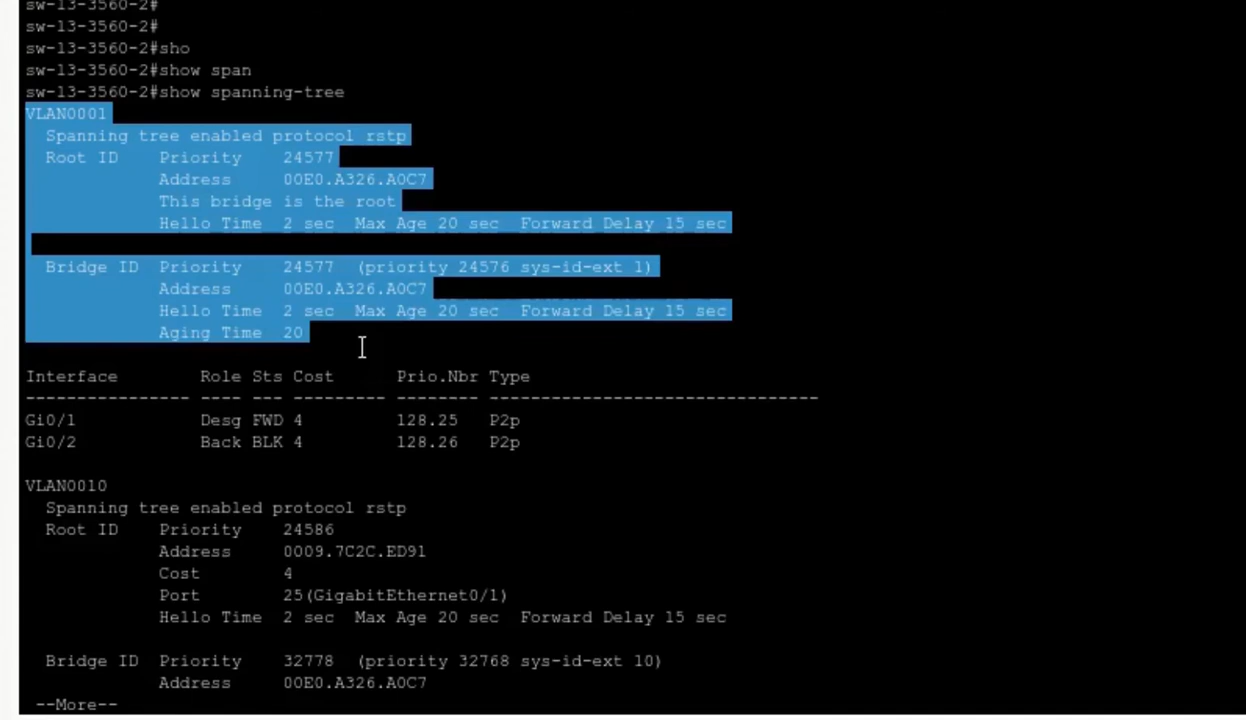 sw-13-3560-2#
sw-13-3560-2#
sw-13-3560-2#sho
sw-13-3560-2#show span
sw-13-3560-2#show spanning-tree
VLAN0001
  Spanning tree enabled protocol rstp
  Root ID    Priority    24577
             Address     00E0.A326.A0C7
             This bridge is the root
             Hello Time  2 sec  Max Age 20 sec  Forward Delay 15 sec

  Bridge ID  Priority    24577  (priority 24576 sys-id-ext 1)
             Address     00E0.A326.A0C7
             Hello Time  2 sec  Max Age 20 sec  Forward Delay 15 sec
             Aging Time  20

Interface        Role Sts Cost      Prio.Nbr Type
---------------- ---- --- --------- -------- --------------------------------
Gi0/1            Desg FWD 4         128.25   P2p
Gi0/2            Back BLK 4         128.26   P2p

VLAN0010
  Spanning tree enabled protocol rstp
  Root ID    Priority    24586
             Address     0009.7C2C.ED91
             Cost        4
             Port        25(GigabitEthernet0/1)
             Hello Time  2 sec  Max Age 20 sec  Forward Delay 15 sec

  Bridge ID  Priority    32778  (priority 32768 sys-id-ext 10)
             Address     00E0.A326.A0C7
 --More--